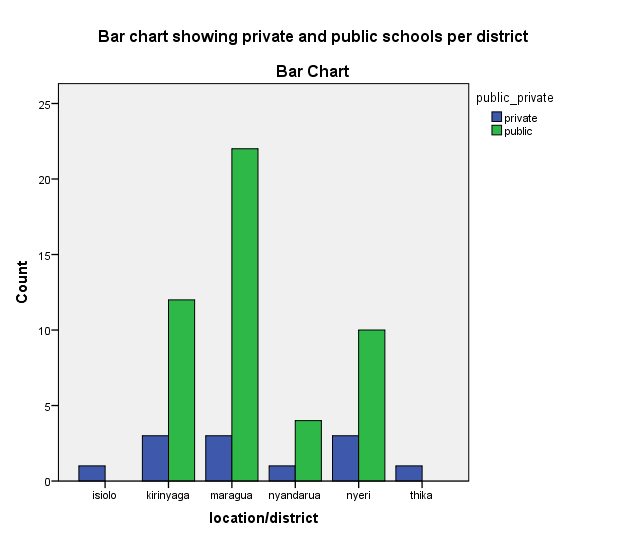 Bar chart showing private and public schools per district
Bar Chart
public_private
private
public
25
20
15
10
5
0
Count
isiolo kirinyaga maragua nyandarua nyeri thika
location/district